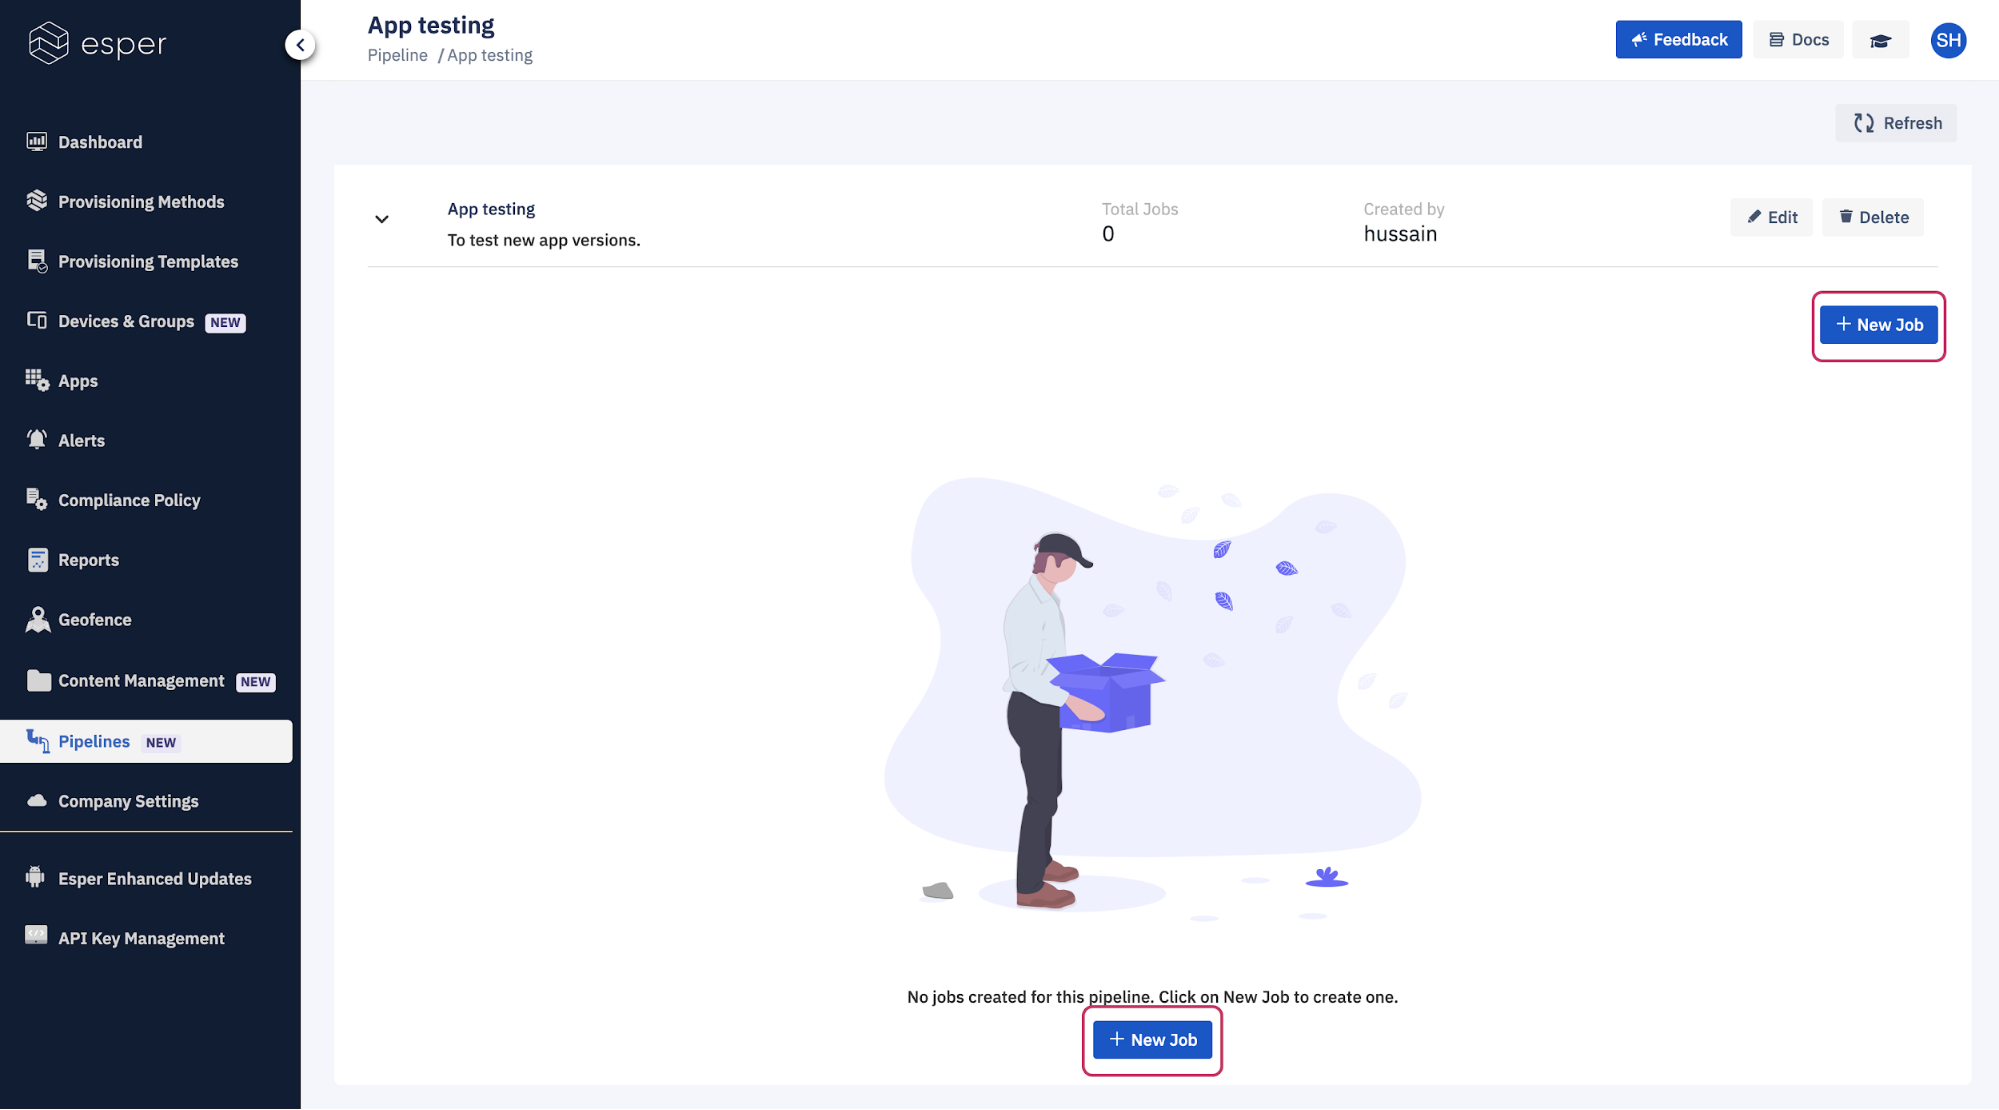 esper
App testing
Pipeline / App testing
Feedback
Docs
SH
Refresh
Dashboard
Provisioning Methods
Provisioning Templates
Devices & Groups NEW
Apps
Alerts
Compliance Policy
Reports
Geofence
Content Management NEW
Pipelines NEW
Company Settings
Esper Enhanced Updates
API Key Management
App testing
To test new app versions.
Total Jobs
0
Created by
hussain
Edit
Delete
+ New Job
No jobs created for this pipeline. Click on New Job to create one.
+ New Job